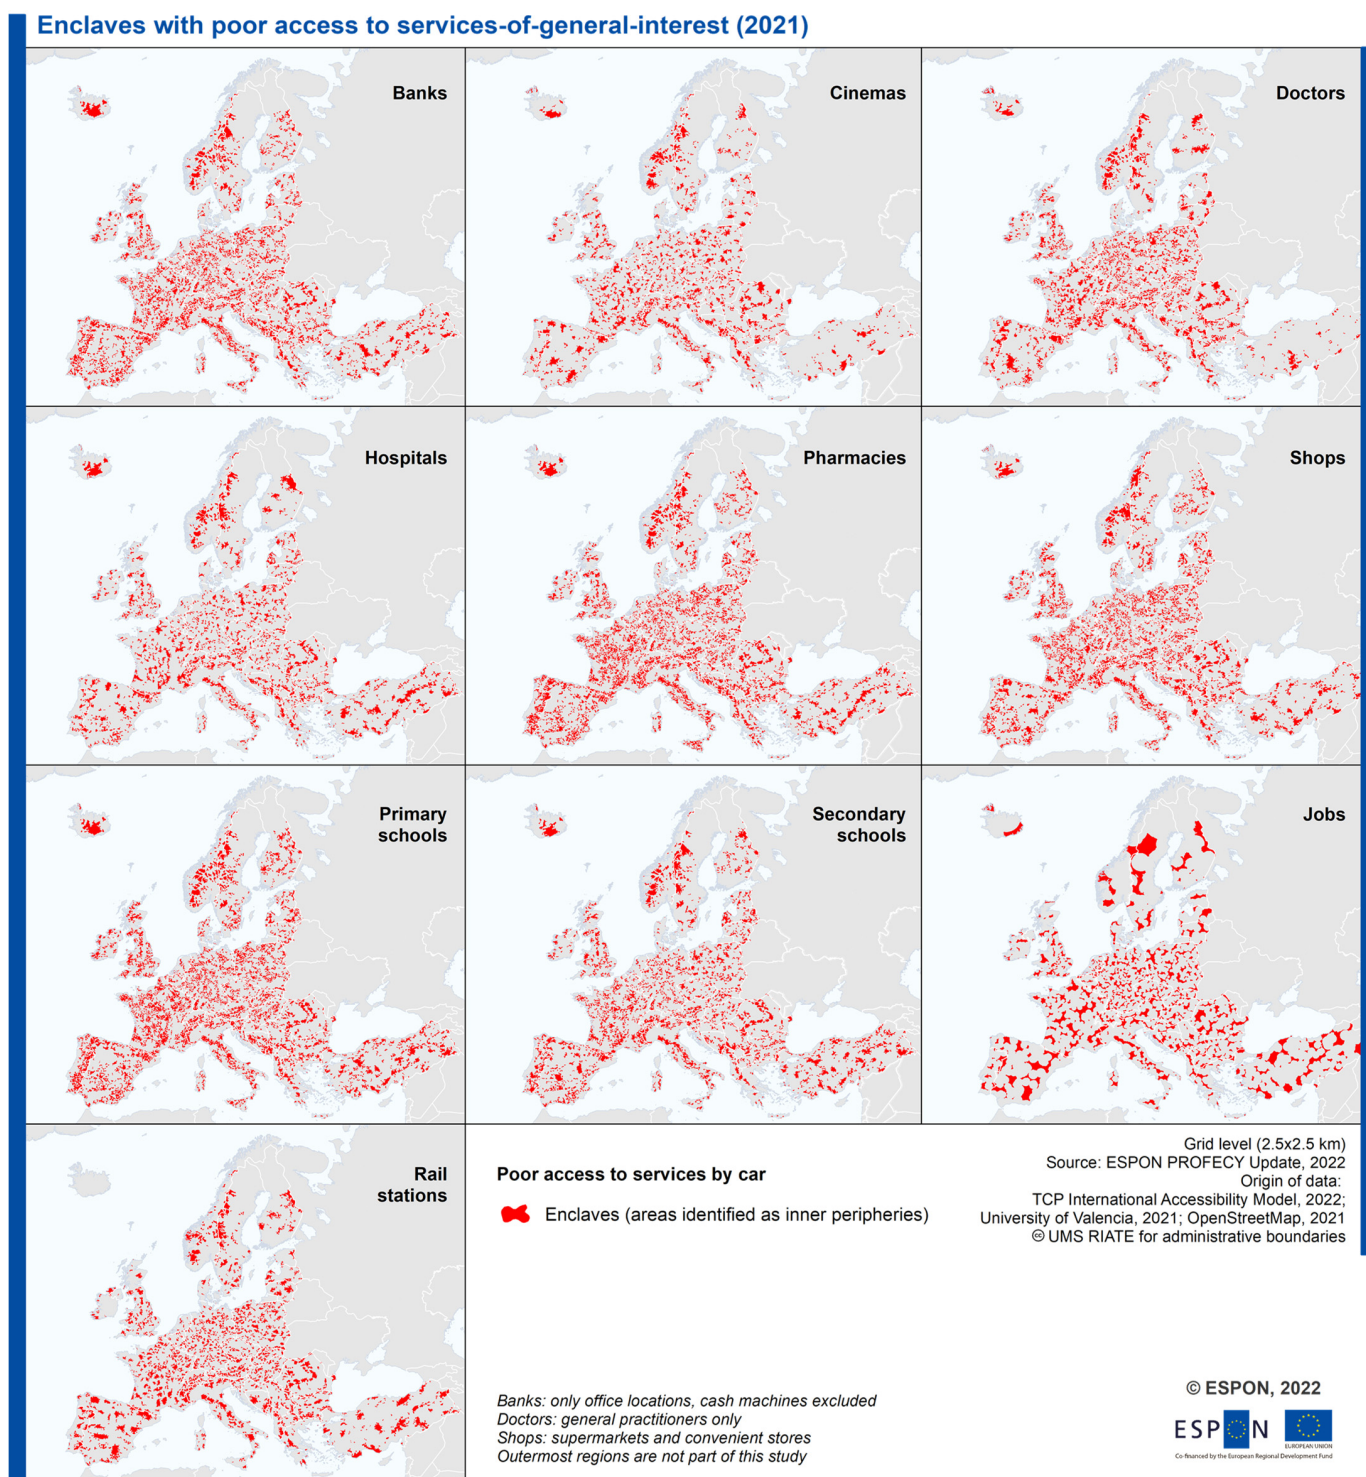 Enclaves with poor access to services-of-general-interest (2021)
Banks
Cinemas
Doctors
Hospitals
Pharmacies
Shops
Primary
schools
Secondary
schools
Jobs
Rail
stations
Poor access to services by car
Enclaves (areas identified as inner peripheries)
Grid level (2.5x2.5 km)
Source: ESPON PROFECY Update, 2022
Origin of data:
TCP International Accessibility Model, 2022;
University of Valencia, 2021; OpenStreetMap, 2021
🅭 UMS RIATE for administrative boundaries
Banks: only office locations, cash machines excluded
Doctors: general practitioners only
Shops: supermarkets and convenient stores
Outermost regions are not part of this study
© ESPON, 2022
ESPON
EUROPEAN UNION
Co-financed by the European Regional Development Fund